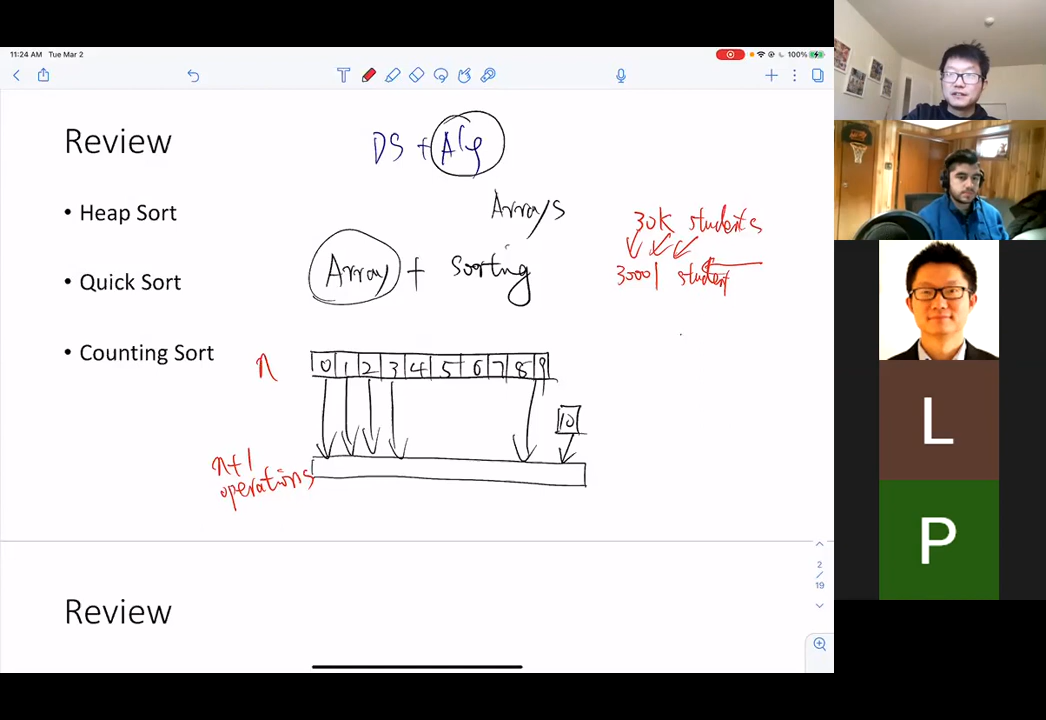 11:24 AM Tue Mar 2
100%
Review
DS + Alg
Arrays
• Heap Sort
30K students
30001 student
Array + Sorting
• Quick Sort
• Counting Sort
n
0 1 2 3 4 5 6 7 8 9
10
n+1
operations
2
/
19
Review
L
P